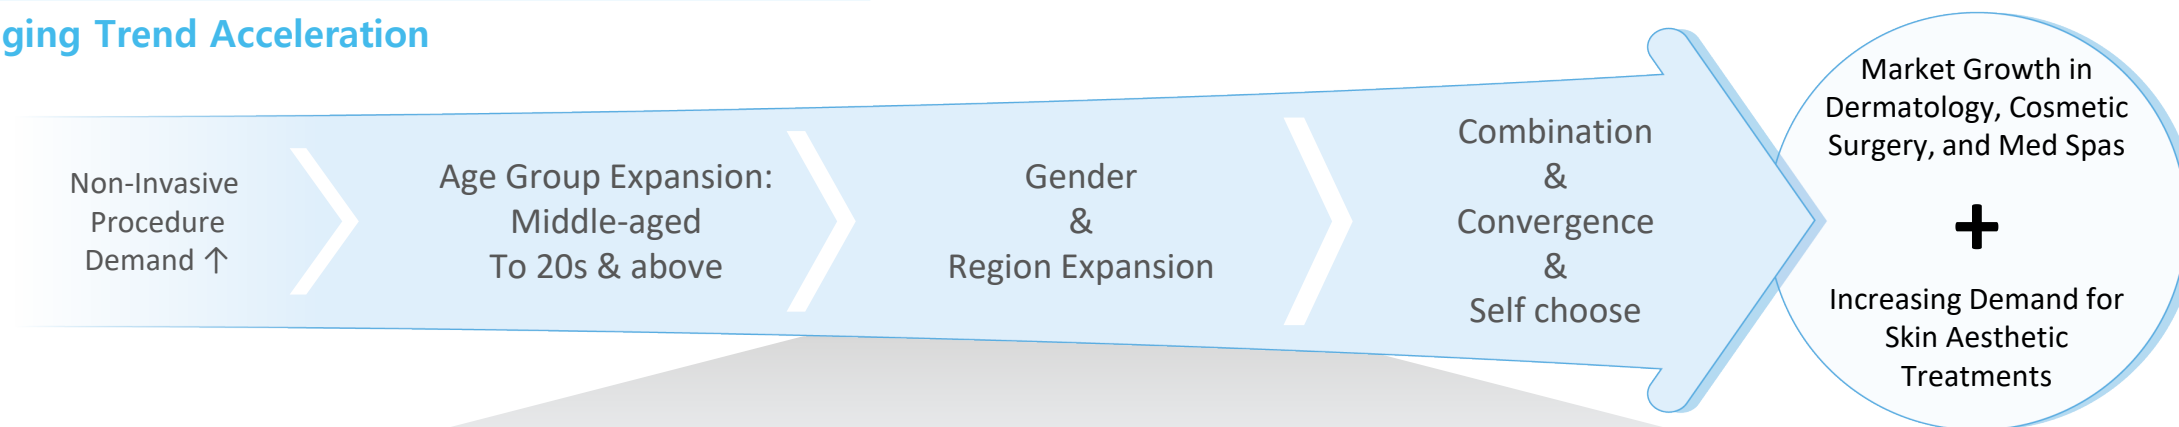 ging Trend Acceleration
Non-Invasive
Procedure
Demand ↑
Age Group Expansion:
Middle-aged
To 20s & above
Gender
&
Region Expansion
Combination
&
Convergence
&
Self choose
Market Growth in
Dermatology, Cosmetic
Surgery, and Med Spas
+
Increasing Demand for
Skin Aesthetic
Treatments